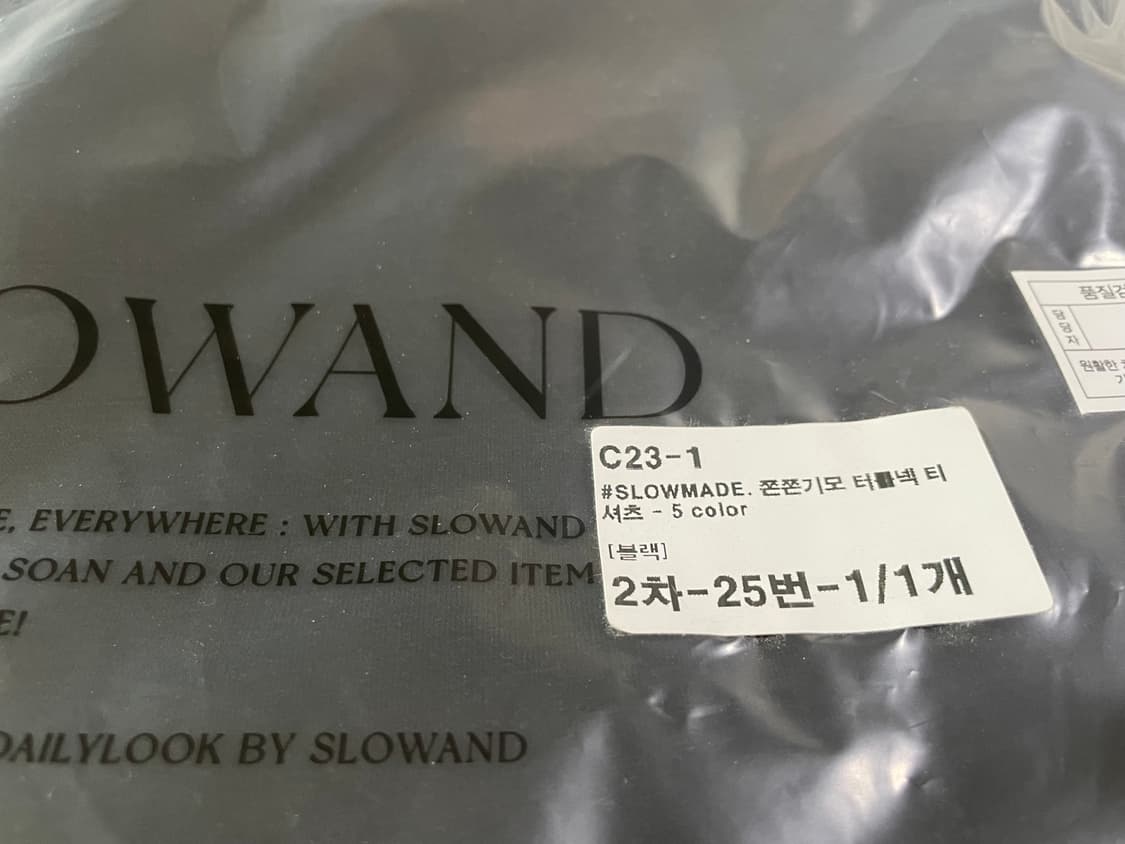 OWAND
E, EVERYWHERE : WITH SLOWAND
SOAN AND OUR SELECTED ITEM
E!
DAILYLOOK BY SLOWAND
C23-1
#SLOWMADE. 쫀쫀기모 터틀넥 티
셔츠 - 5 color
[블랙]
2차-25번-1/1개
품질검
담당자
원활한